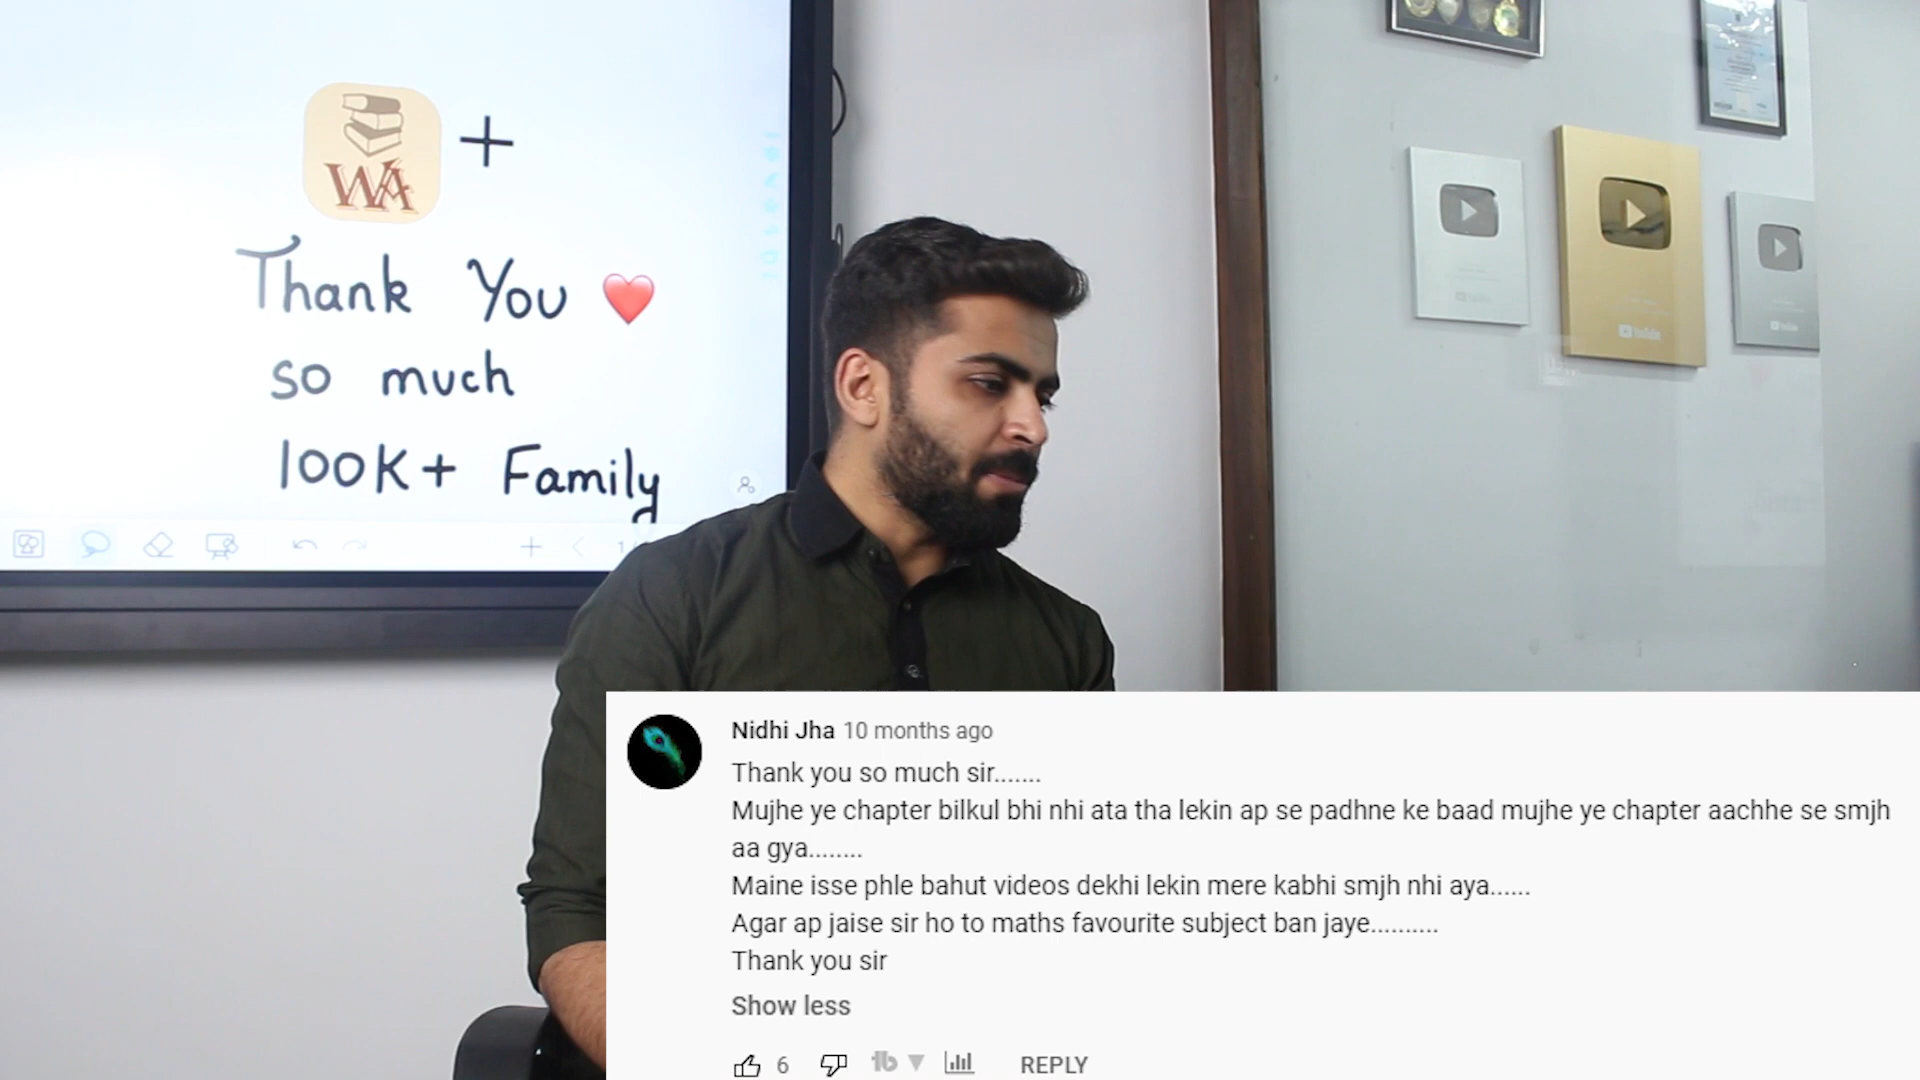 WA
+
Thank You ❤
so much
100K+ Family
Nidhi Jha 10 months ago
Thank you so much sir.......
Mujhe ye chapter bilkul bhi nhi ata tha lekin ap se padhne ke baad mujhe ye chapter aachhe se smjh
aa gya........
Maine isse phle bahut videos dekhi lekin mere kabhi smjh nhi aya......
Agar ap jaise sir ho to maths favourite subject ban jaye..........
Thank you sir
Show less
6
REPLY